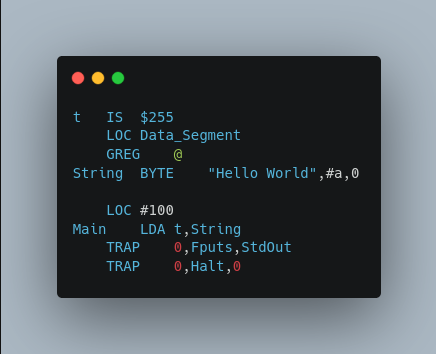 t   IS  $255
    LOC Data_Segment
    GREG    @
String  BYTE    "Hello World",#a,0

    LOC #100
Main    LDA t,String
    TRAP    0,Fputs,StdOut
    TRAP    0,Halt,0